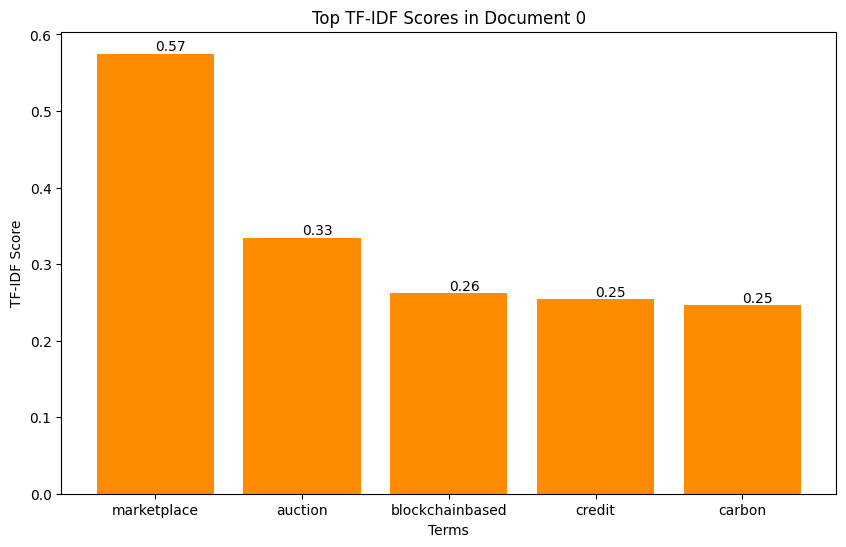 Top TF-IDF Scores in Document 0
0.6
0.5
0.4
0.3
0.2
0.1
0.0
TF-IDF Score
0.57
0.33
0.26
0.25
0.25
marketplace
auction
blockchainbased
credit
carbon
Terms